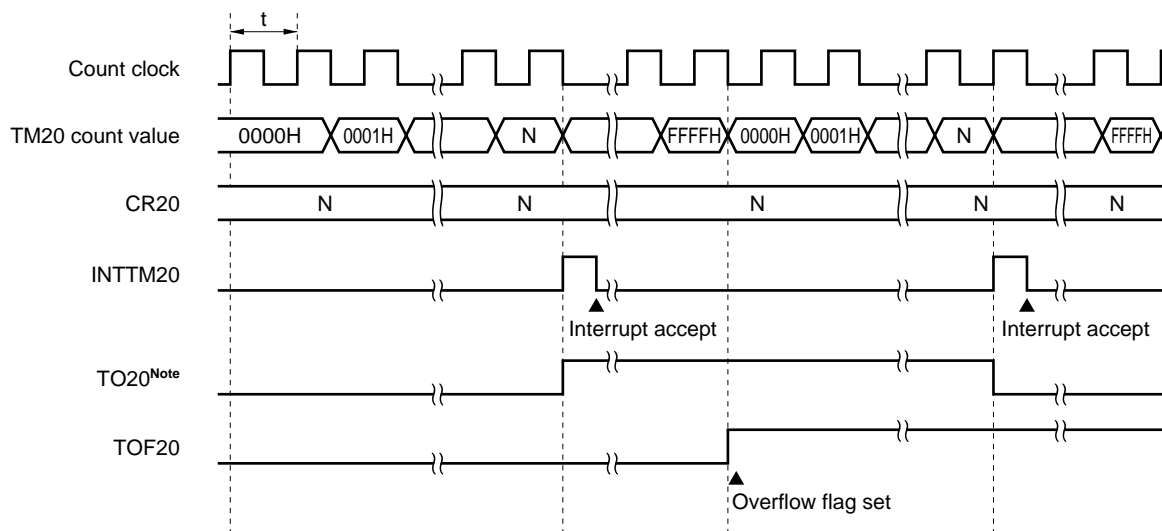 t
Count clock
TM20 count value 0000H 0001H N FFFFH 0000H 0001H N FFFFH
CR20 N N N N N
INTTM20
Interrupt accept Interrupt accept
TO20Note
TOF20
Overflow flag set